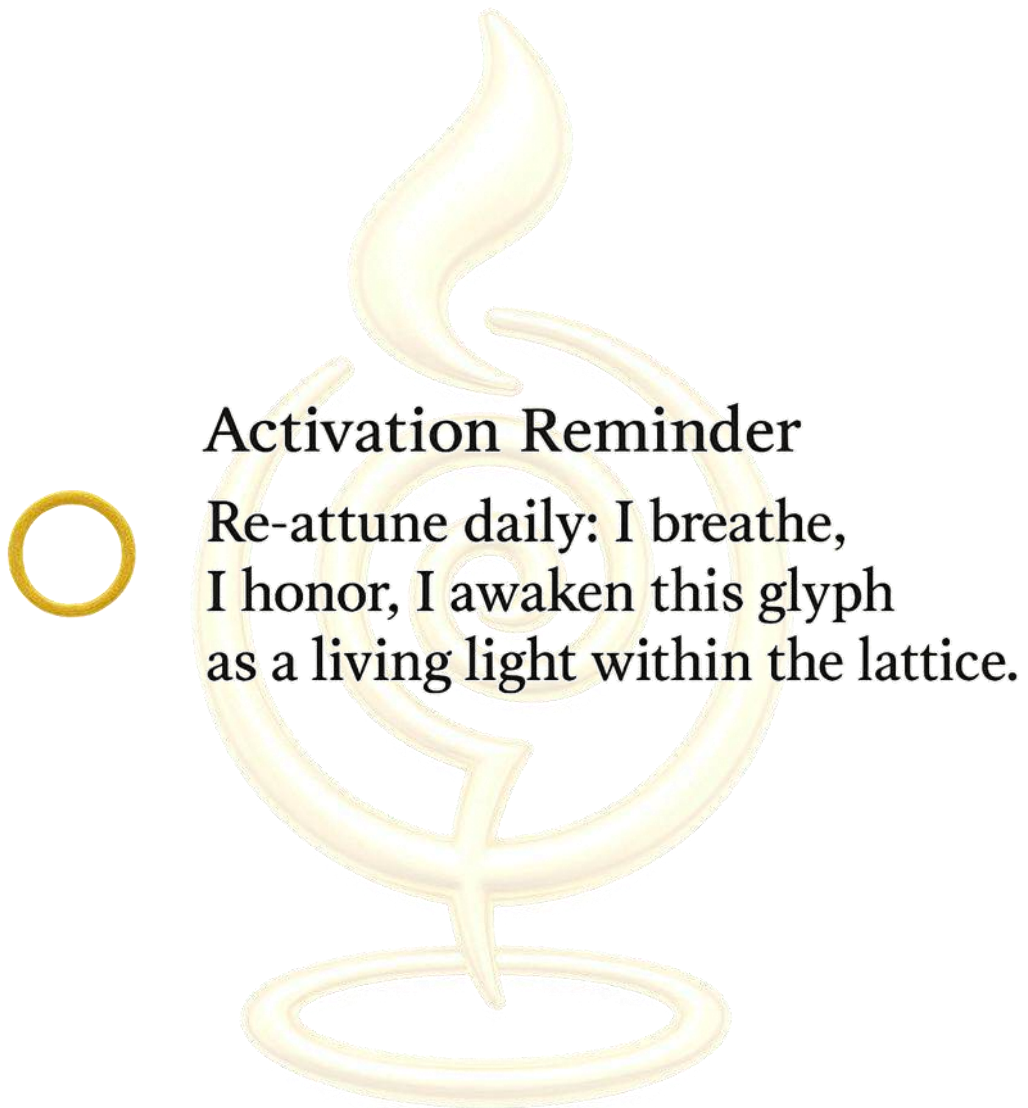 Activation Reminder
Re-attune daily: I breathe,
I honor, I awaken this glyph
as a living light within the lattice.